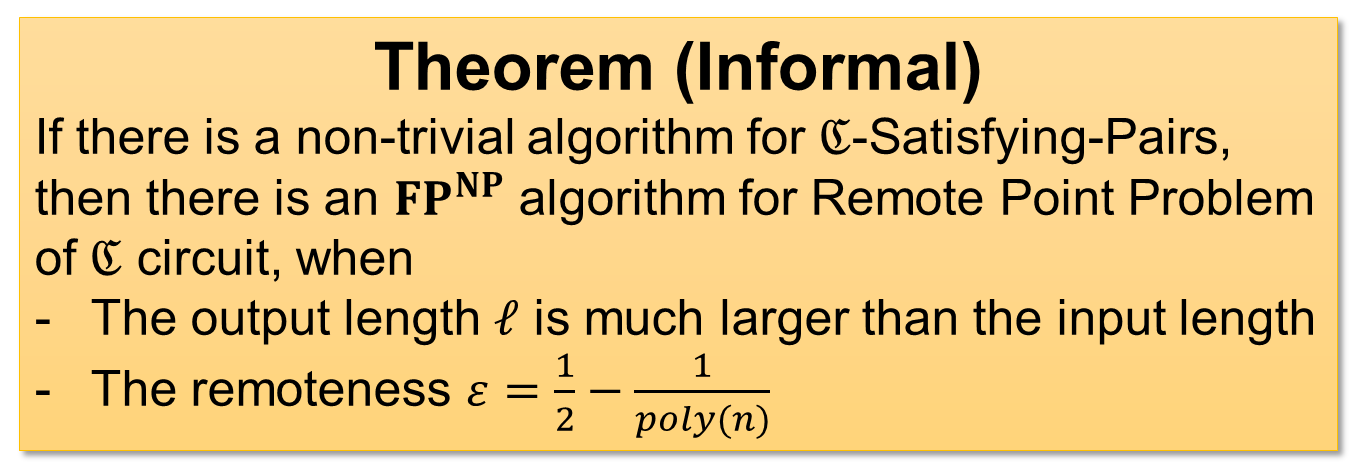 Theorem (Informal)
If there is a non-trivial algorithm for ℭ-Satisfying-Pairs,
then there is an FP^NP algorithm for Remote Point Problem
of ℭ circuit, when
- The output length ℓ is much larger than the input length
- The remoteness ε = 1/2 − 1/poly(n)